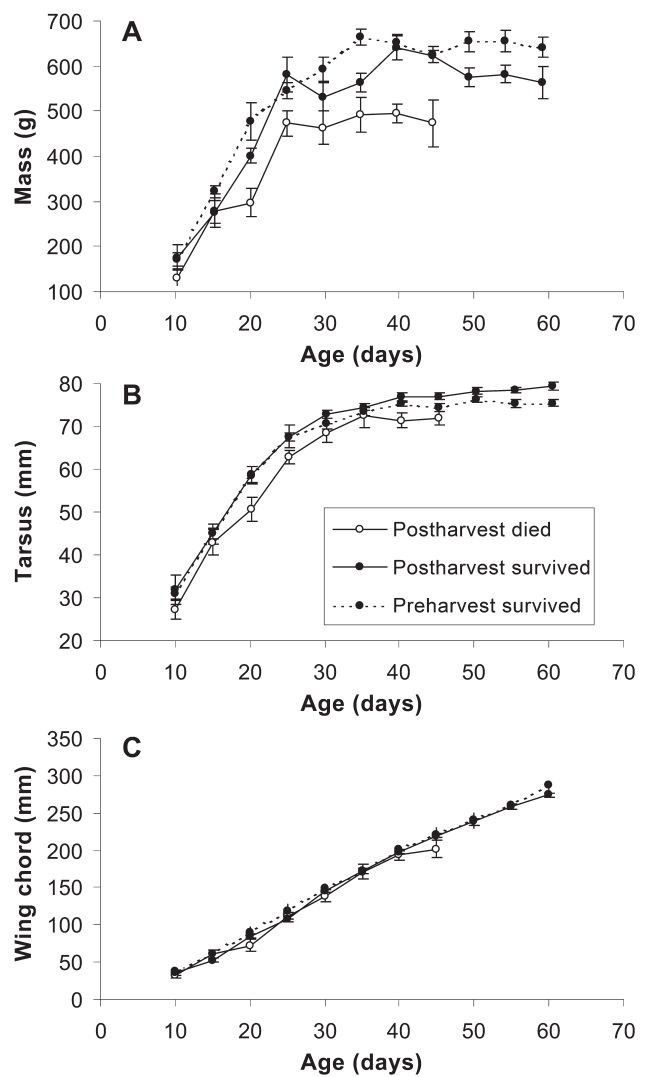 A
700
600
500
400
300
200
100
Mass (g)
0 10 20 30 40 50 60 70
Age (days)
B
80
70
60
50
40
30
20
Tarsus (mm)
Postharvest died
Postharvest survived
Preharvest survived
0 10 20 30 40 50 60 70
Age (days)
C
350
300
250
200
150
100
50
0
Wing chord (mm)
0 10 20 30 40 50 60 70
Age (days)